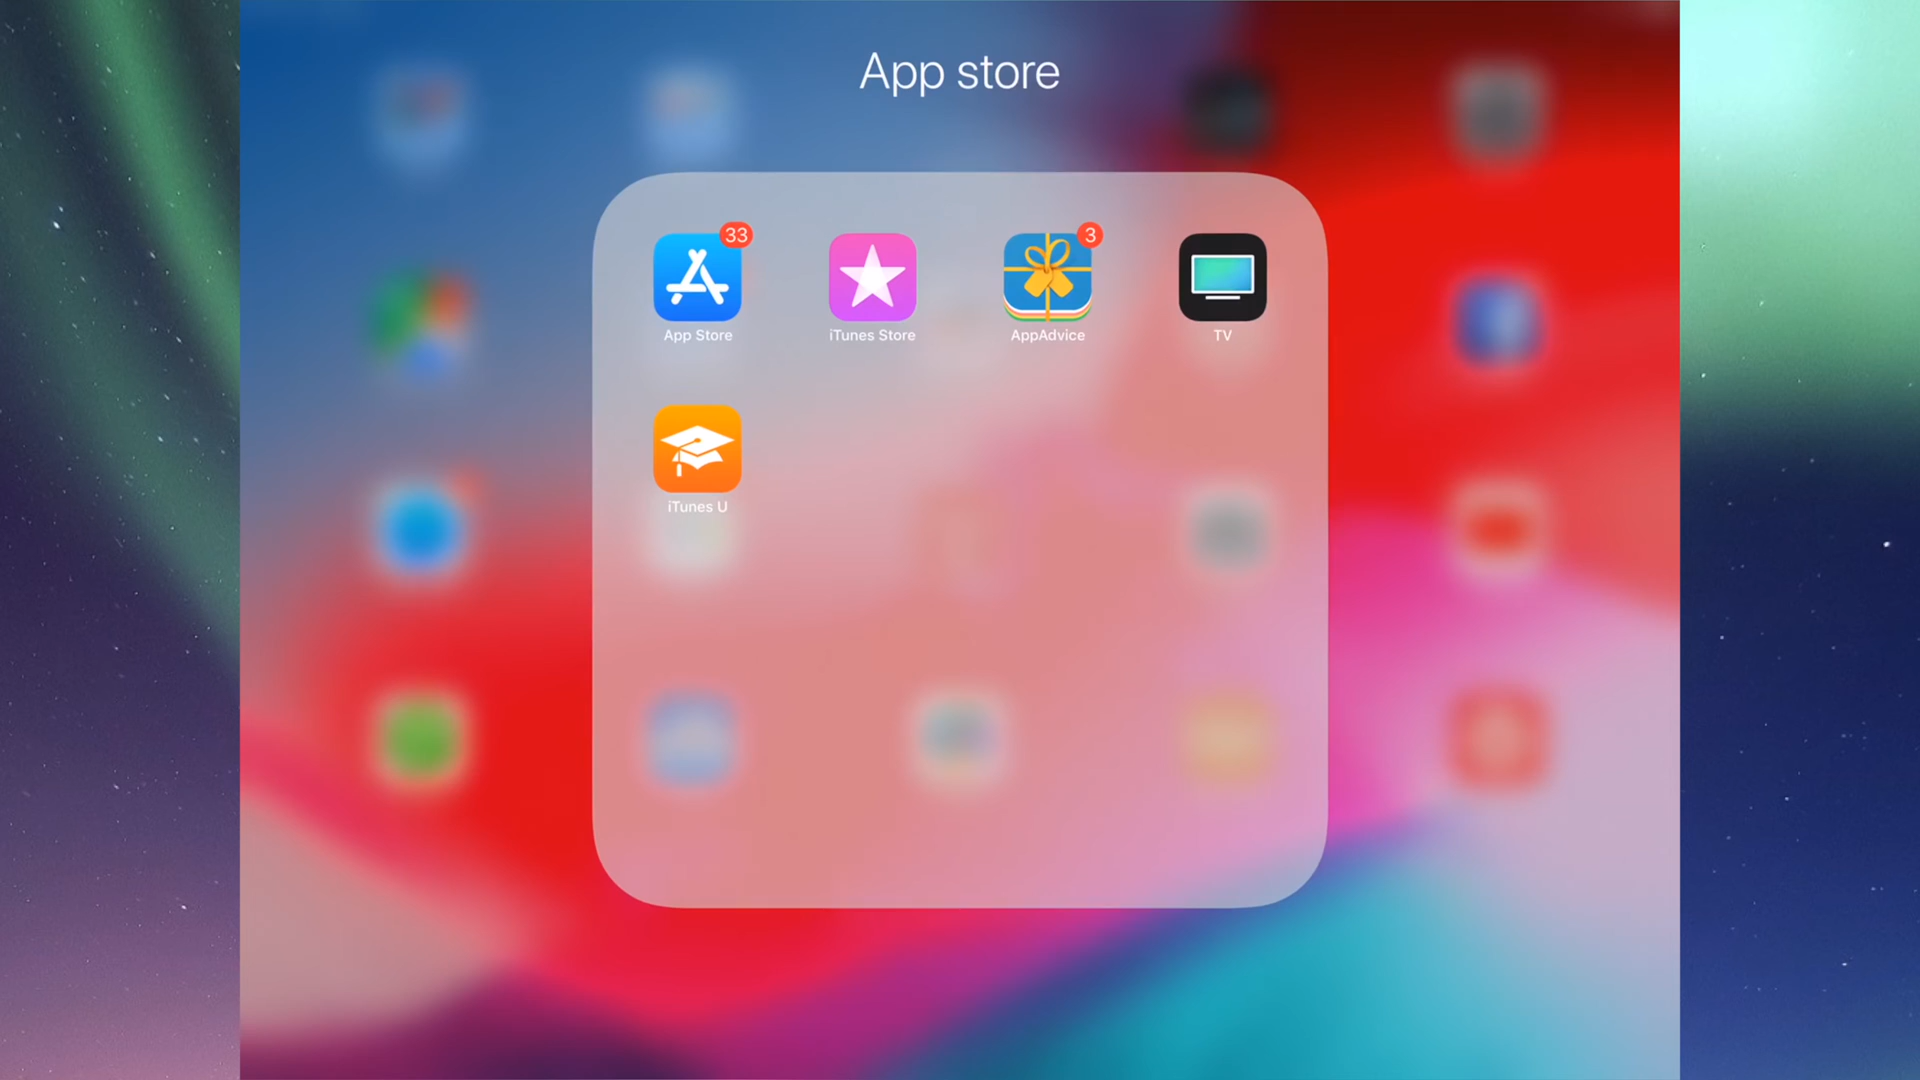 App store
33
3
App Store
iTunes Store
AppAdvice
TV
iTunes U